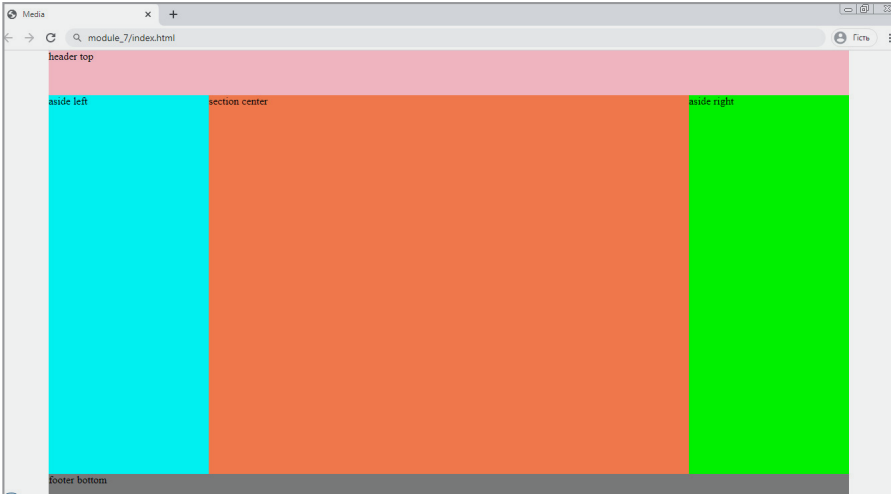 Media
module_7/index.html
Гість
header top
aside left
section center
aside right
footer bottom